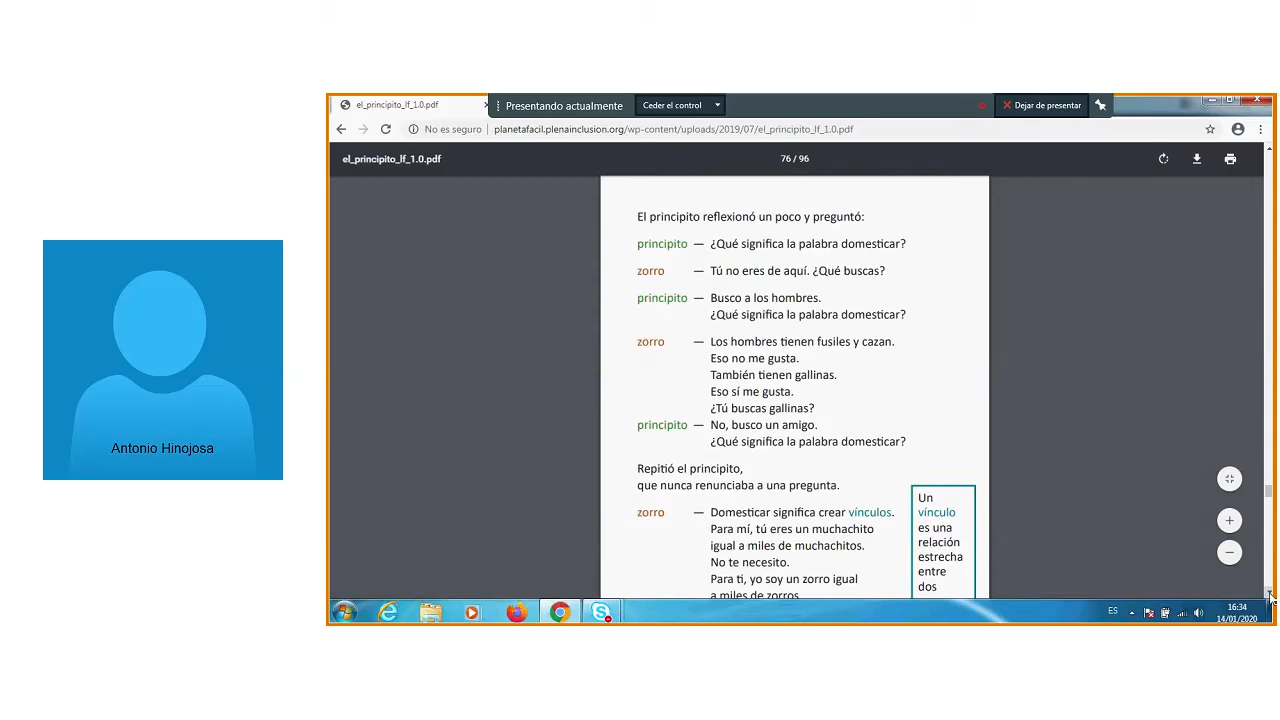 el_principito_lf_1.0.pdf
Presentando actualmente
Ceder el control
Dejar de presentar
No es seguro
planetafacil.plenainclusion.org/wp-content/uploads/2019/07/el_principito_lf_1.0.pdf
el_principito_lf_1.0.pdf
76 / 96
El principito reflexionó un poco y preguntó:
principito — ¿Qué significa la palabra domesticar?
zorro — Tú no eres de aquí. ¿Qué buscas?
principito — Busco a los hombres.
¿Qué significa la palabra domesticar?
zorro — Los hombres tienen fusiles y cazan.
Eso no me gusta.
También tienen gallinas.
Eso sí me gusta.
¿Tú buscas gallinas?
principito — No, busco un amigo.
¿Qué significa la palabra domesticar?
Repitió el principito,
que nunca renunciaba a una pregunta.
zorro — Domesticar significa crear vínculos.
Para mí, tú eres un muchachito
igual a miles de muchachitos.
No te necesito.
Para ti, yo soy un zorro igual
a miles de zorros
Un
vínculo
es una
relación
estrecha
entre
dos
Antonio Hinojosa
ES
16:34
14/01/2020